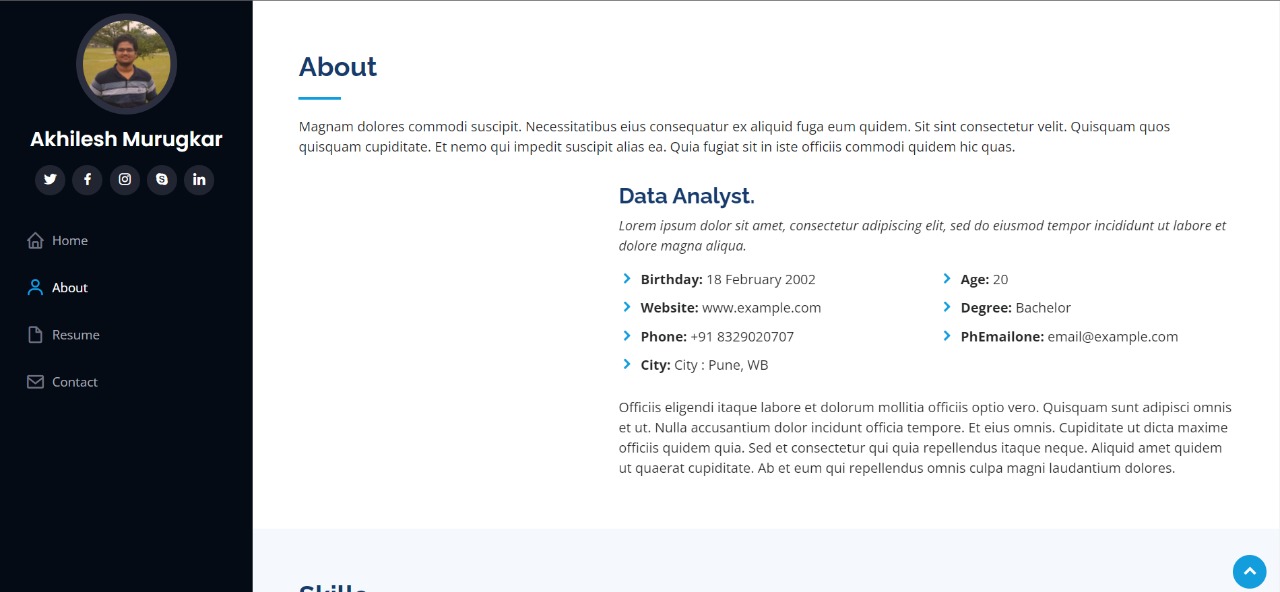 Akhilesh Murugkar
Home
About
Resume
Contact
About
Magnam dolores commodi suscipit. Necessitatibus eius consequatur ex aliquid fuga eum quidem. Sit sint consectetur velit. Quisquam quos
quisquam cupiditate. Et nemo qui impedit suscipit alias ea. Quia fugiat sit in iste officiis commodi quidem hic quas.
Data Analyst.
Lorem ipsum dolor sit amet, consectetur adipiscing elit, sed do eiusmod tempor incididunt ut labore et
dolore magna aliqua.
Birthday: 18 February 2002
Age: 20
Website: www.example.com
Degree: Bachelor
Phone: +91 8329020707
PhEmailone: email@example.com
City: City : Pune, WB
Officiis eligendi itaque labore et dolorum mollitia officiis optio vero. Quisquam sunt adipisci omnis
et ut. Nulla accusantium dolor incidunt officia tempore. Et eius omnis. Cupiditate ut dicta maxime
officiis quidem quia. Sed et consectetur qui quia repellendus itaque neque. Aliquid amet quidem
ut quaerat cupiditate. Ab et eum qui repellendus omnis culpa magni laudantium dolores.
Skills